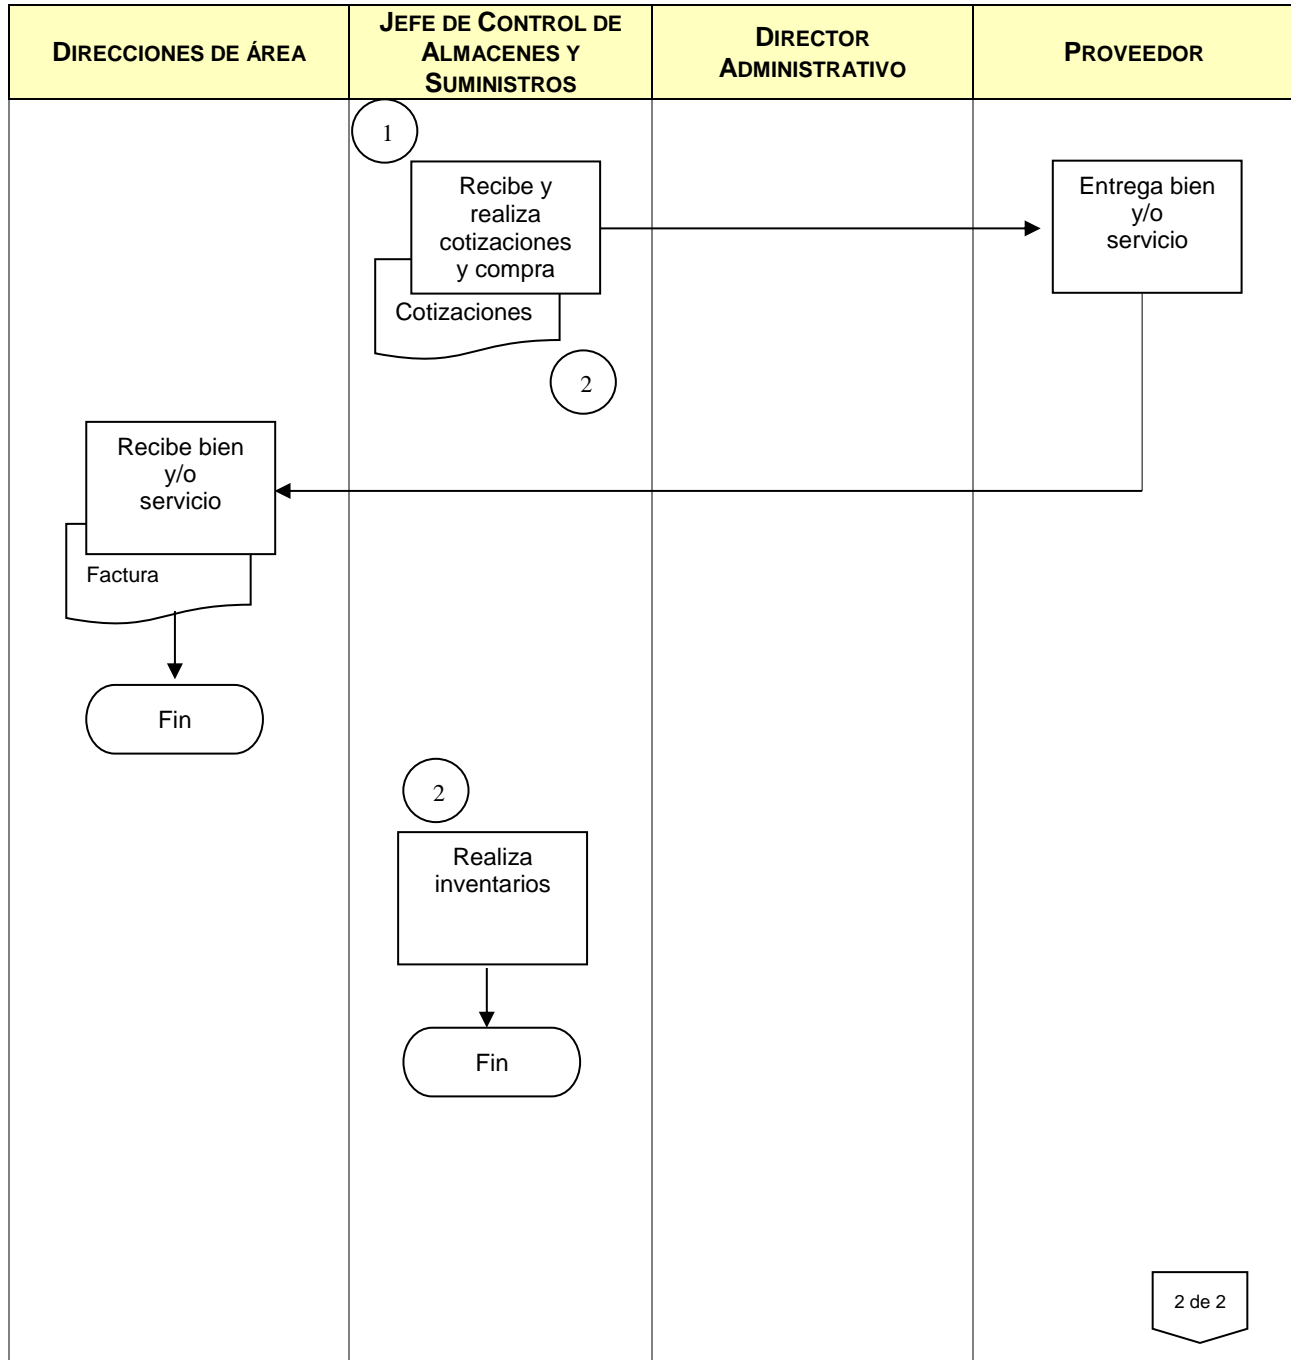 DIRECCIONES DE ÁREA
JEFE DE CONTROL DE
ALMACENES Y
SUMINISTROS
DIRECTOR
ADMINISTRATIVO
PROVEEDOR
1
Recibe y
realiza
cotizaciones
y compra
Cotizaciones
2
Entrega bien
y/o
servicio
Recibe bien
y/o
servicio
Factura
Fin
2
Realiza
inventarios
Fin
2 de 2